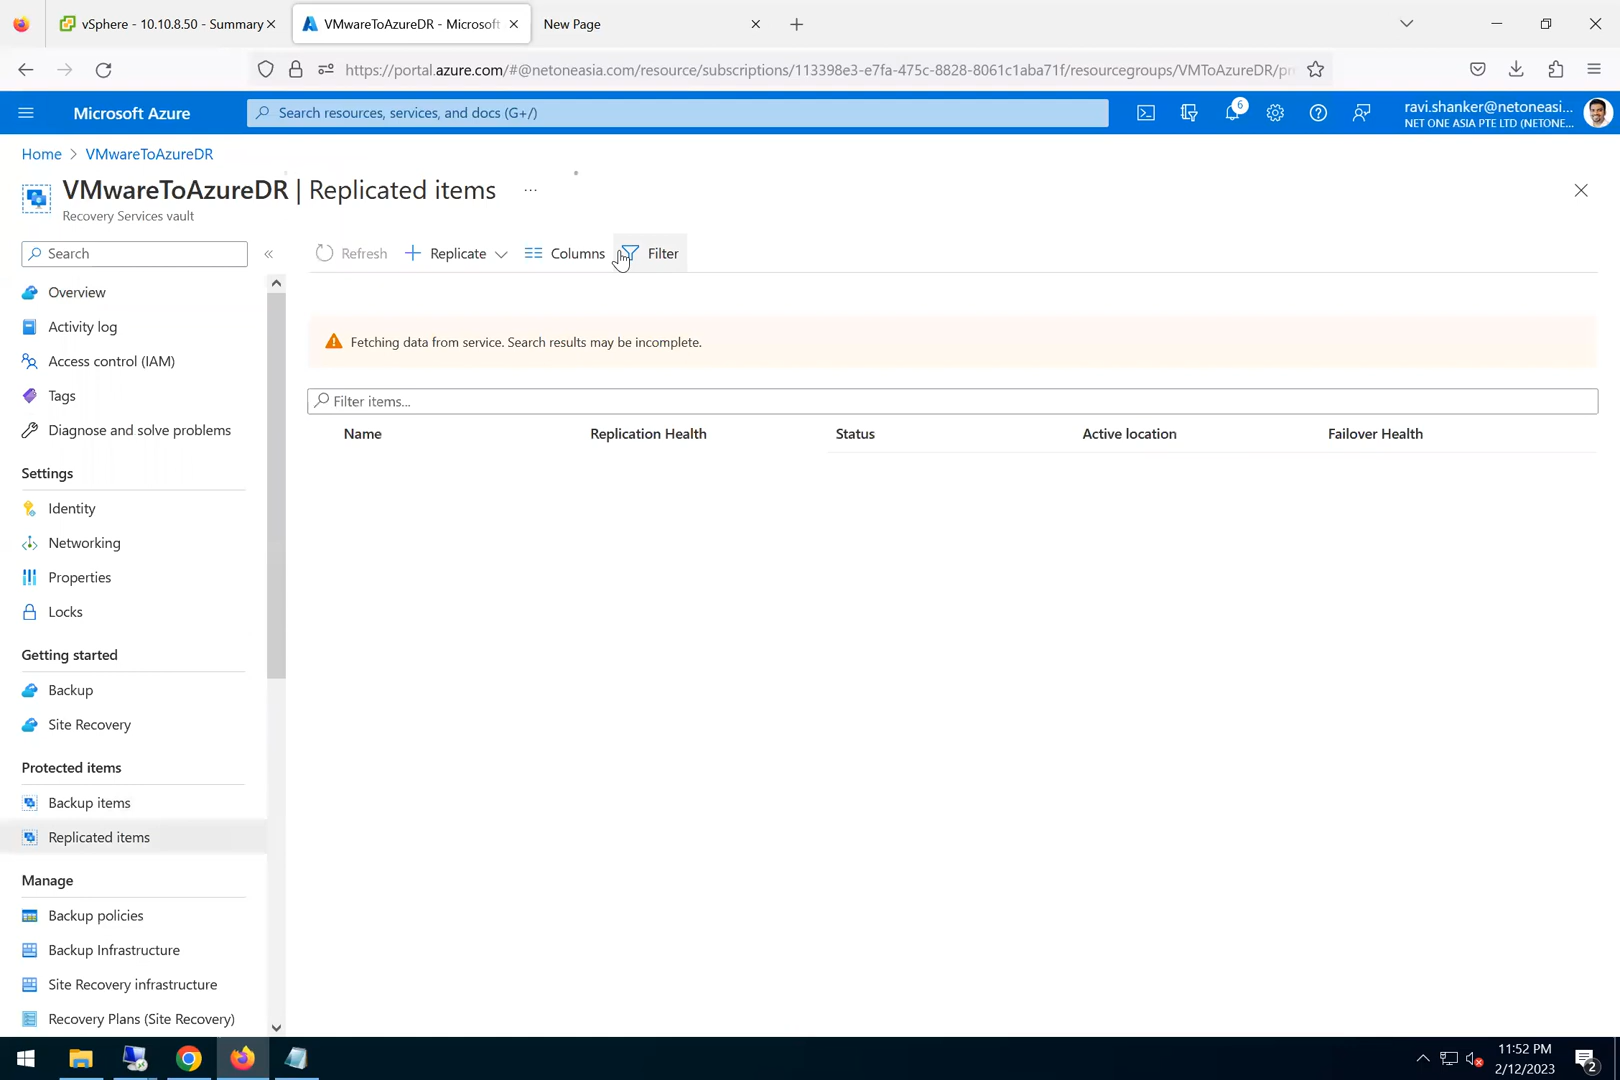 vSphere - 10.10.8.50 - Summary
VMwareToAzureDR - Microsoft
New Page
https://portal.azure.com/#@netoneasia.com/resource/subscriptions/113398e3-e7fa-475c-8828-8061c1aba71f/resourcegroups/VMToAzureDR/pr
Microsoft Azure
Search resources, services, and docs (G+/)
6
ravi.shanker@netoneasi...
NET ONE ASIA PTE LTD (NETONE...
Home > VMwareToAzureDR
VMwareToAzureDR | Replicated items ...
Recovery Services vault
Search
«
Refresh
Replicate
Columns
Filter
Overview
Activity log
Access control (IAM)
Tags
Diagnose and solve problems
Settings
Identity
Networking
Properties
Locks
Getting started
Backup
Site Recovery
Protected items
Backup items
Replicated items
Manage
Backup policies
Backup Infrastructure
Site Recovery infrastructure
Recovery Plans (Site Recovery)
Fetching data from service. Search results may be incomplete.
Filter items...
Name
Replication Health
Status
Active location
Failover Health
11:52 PM
2/12/2023
2